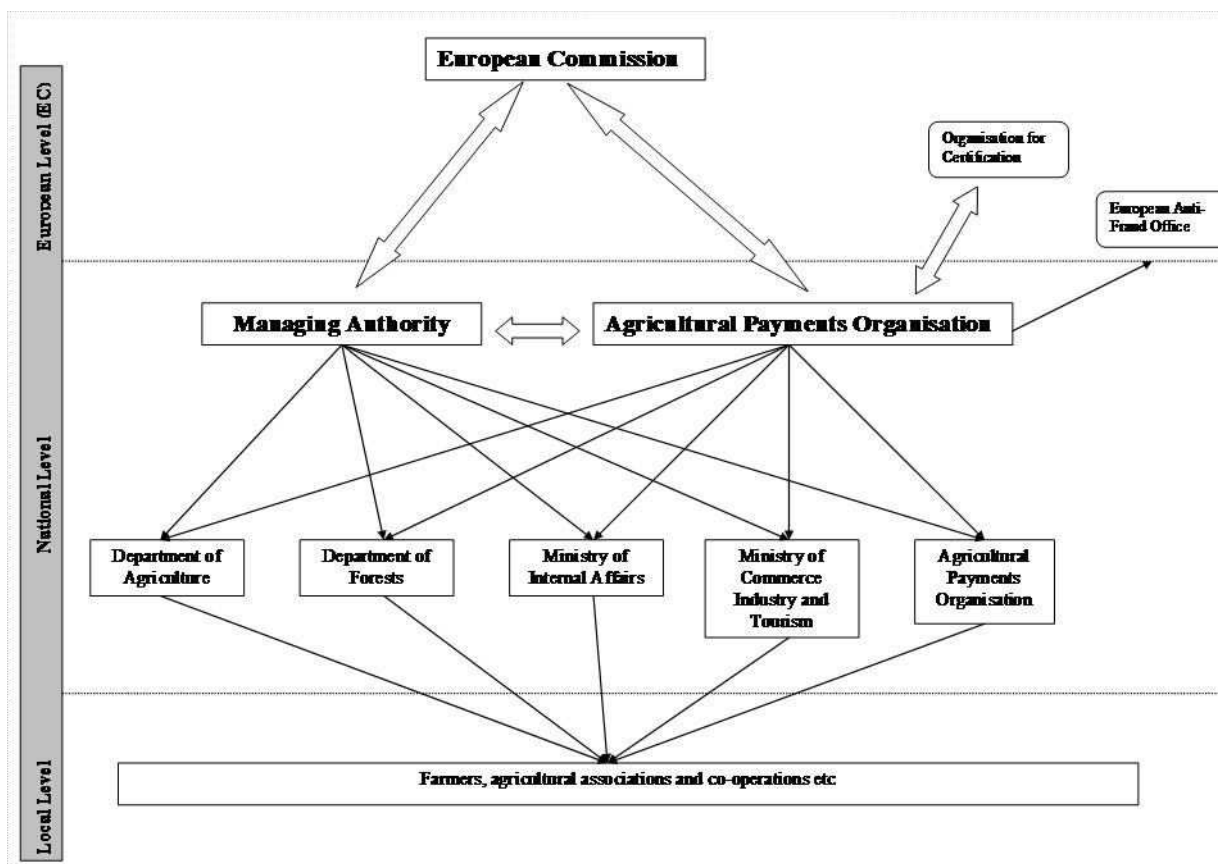 European Commission
European Level (EC)
Organisation for
Certification
European Anti-
Fraud Office
Managing Authority
Agricultural Payments Organisation
National Level
Department of
Agriculture
Department of
Forests
Ministry of
Internal Affairs
Ministry of
Commerce
Industry and
Tourism
Agricultural
Payments
Organisation
Local Level
Farmers, agricultural associations and co-operations etc